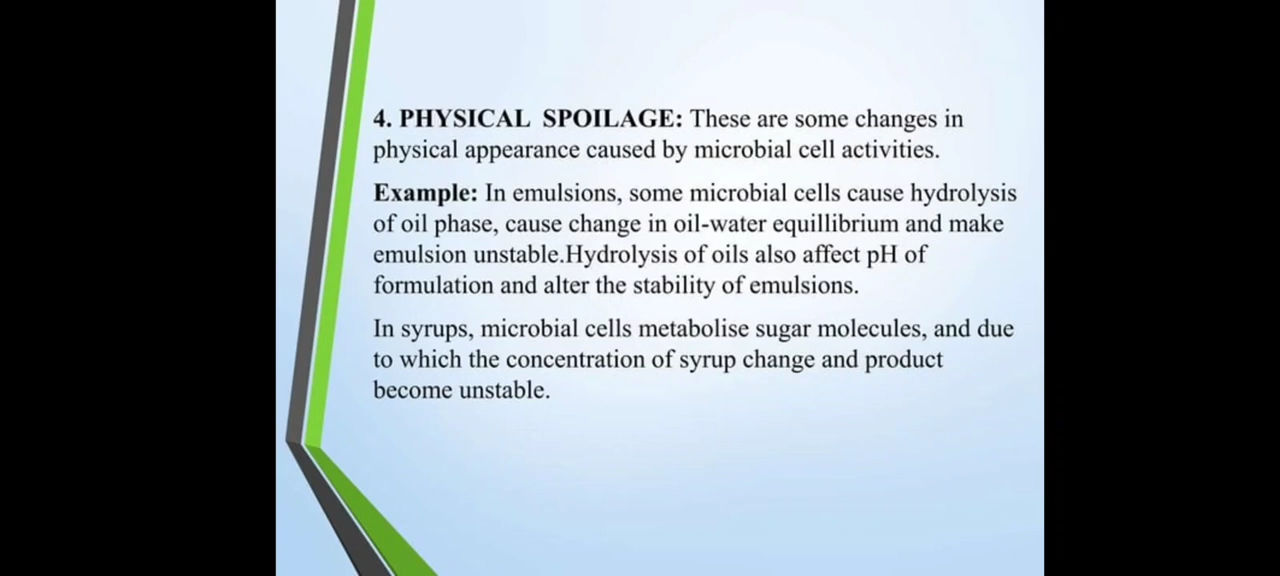 4. PHYSICAL SPOILAGE: These are some changes in
physical appearance caused by microbial cell activities.
Example: In emulsions, some microbial cells cause hydrolysis
of oil phase, cause change in oil-water equillibrium and make
emulsion unstable.Hydrolysis of oils also affect pH of
formulation and alter the stability of emulsions.
In syrups, microbial cells metabolise sugar molecules, and due
to which the concentration of syrup change and product
become unstable.